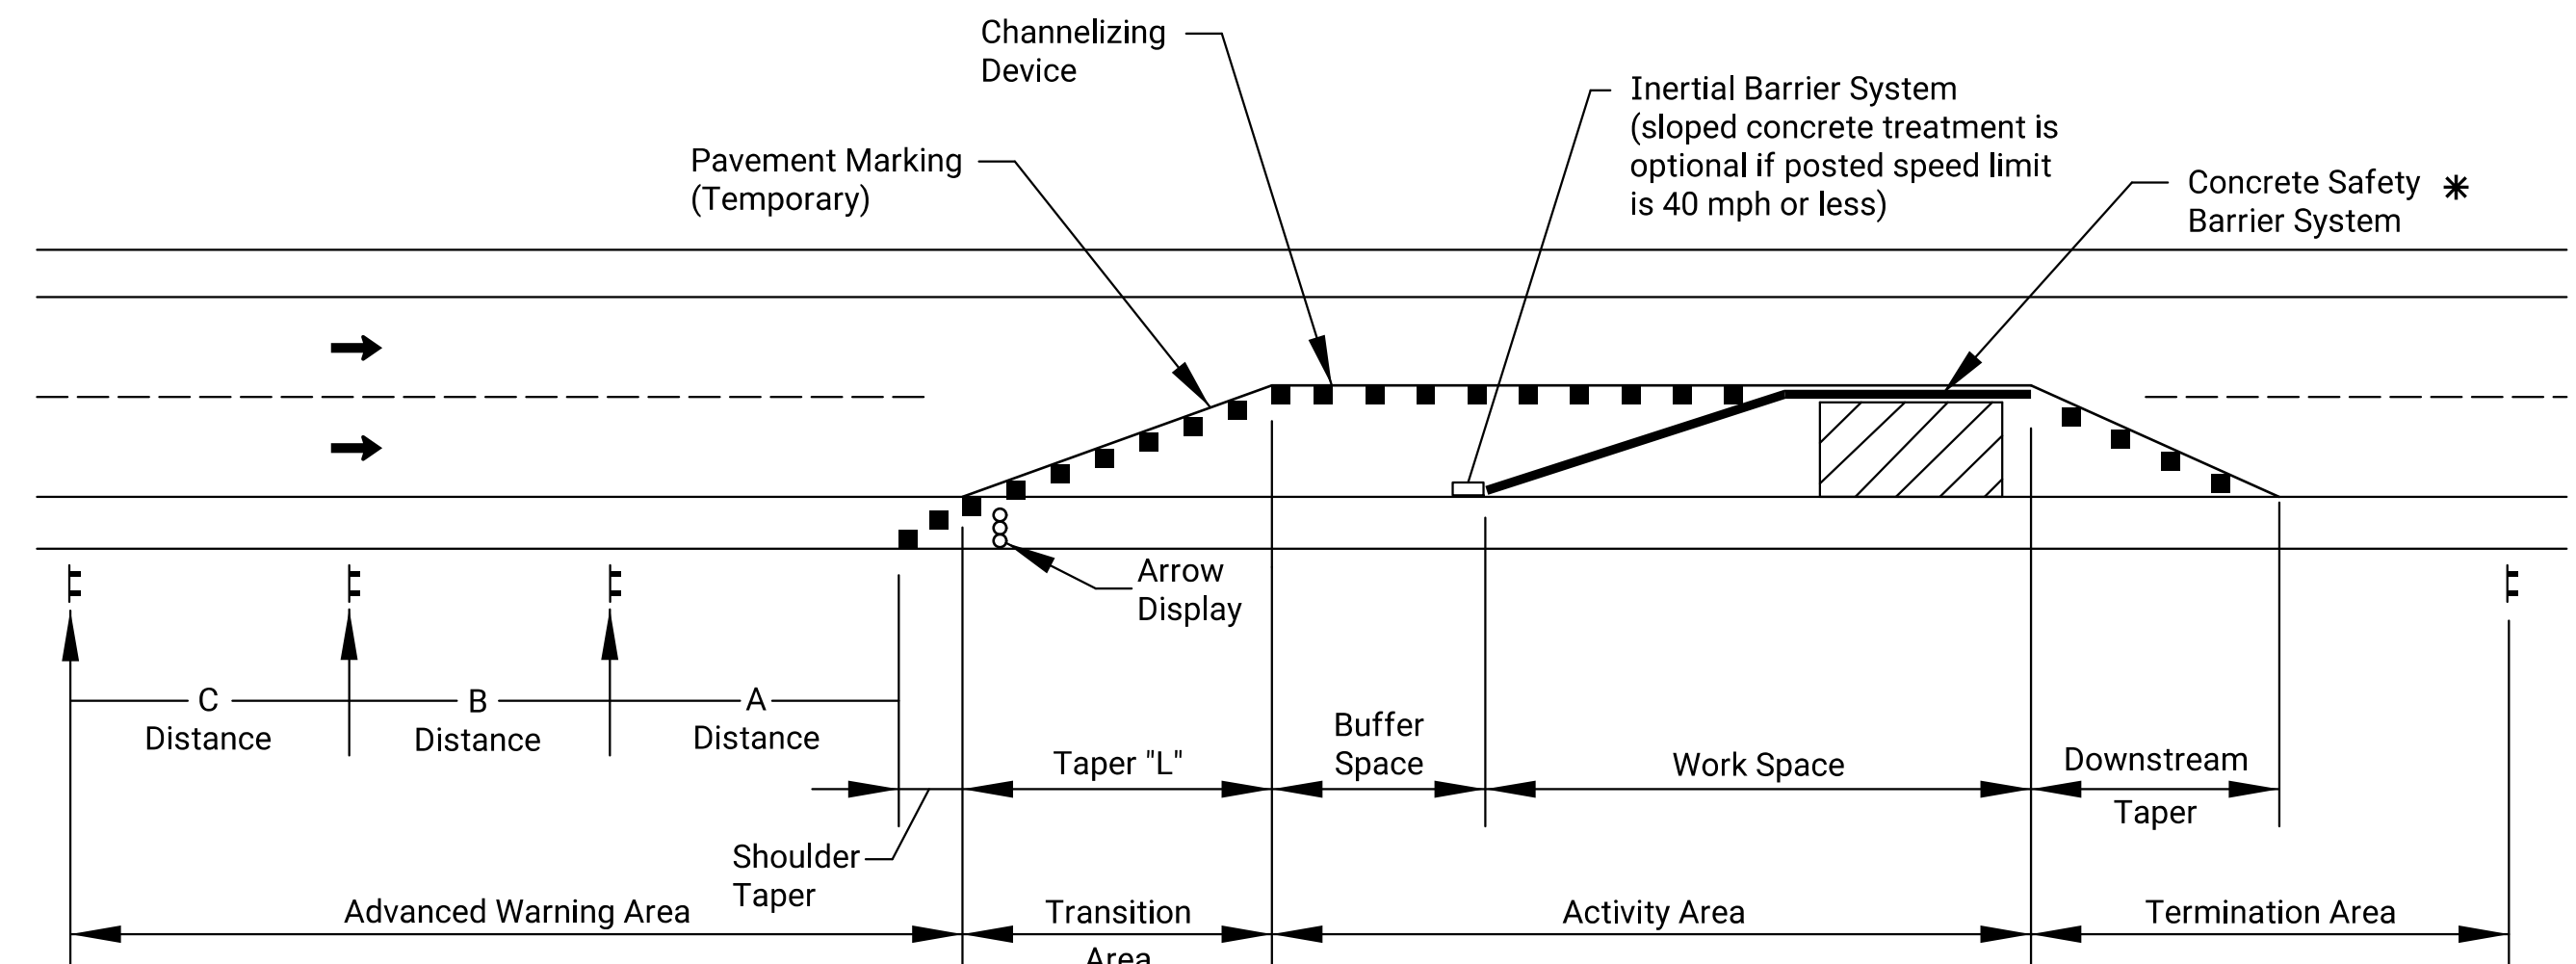 Channelizing
Device
Inertial Barrier System
(sloped concrete treatment is
optional if posted speed limit
is 40 mph or less)
Pavement Marking
(Temporary)
Concrete Safety *
Barrier System
Arrow
Display
C
Distance
B
Distance
A
Distance
Shoulder
Taper
Taper "L"
Buffer
Space
Work Space
Downstream
Taper
Advanced Warning Area
Transition
Area
Activity Area
Termination Area